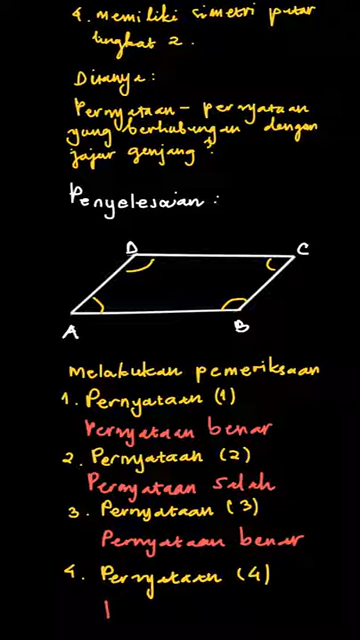 4. Memiliki simetri putar
tingkat 2.
Ditanya:
Pernyataan - pernyataan
yang berhubungan dengan
jajar genjang?
Penyelesaian:
D C
A B
Melakukan pemeriksaan
1. Pernyataan (1)
Pernyataan benar
2. Pernyataan (2)
Pernyataan salah
3. Pernyataan (3)
Pernyataan benar
4. Pernyataan (4)